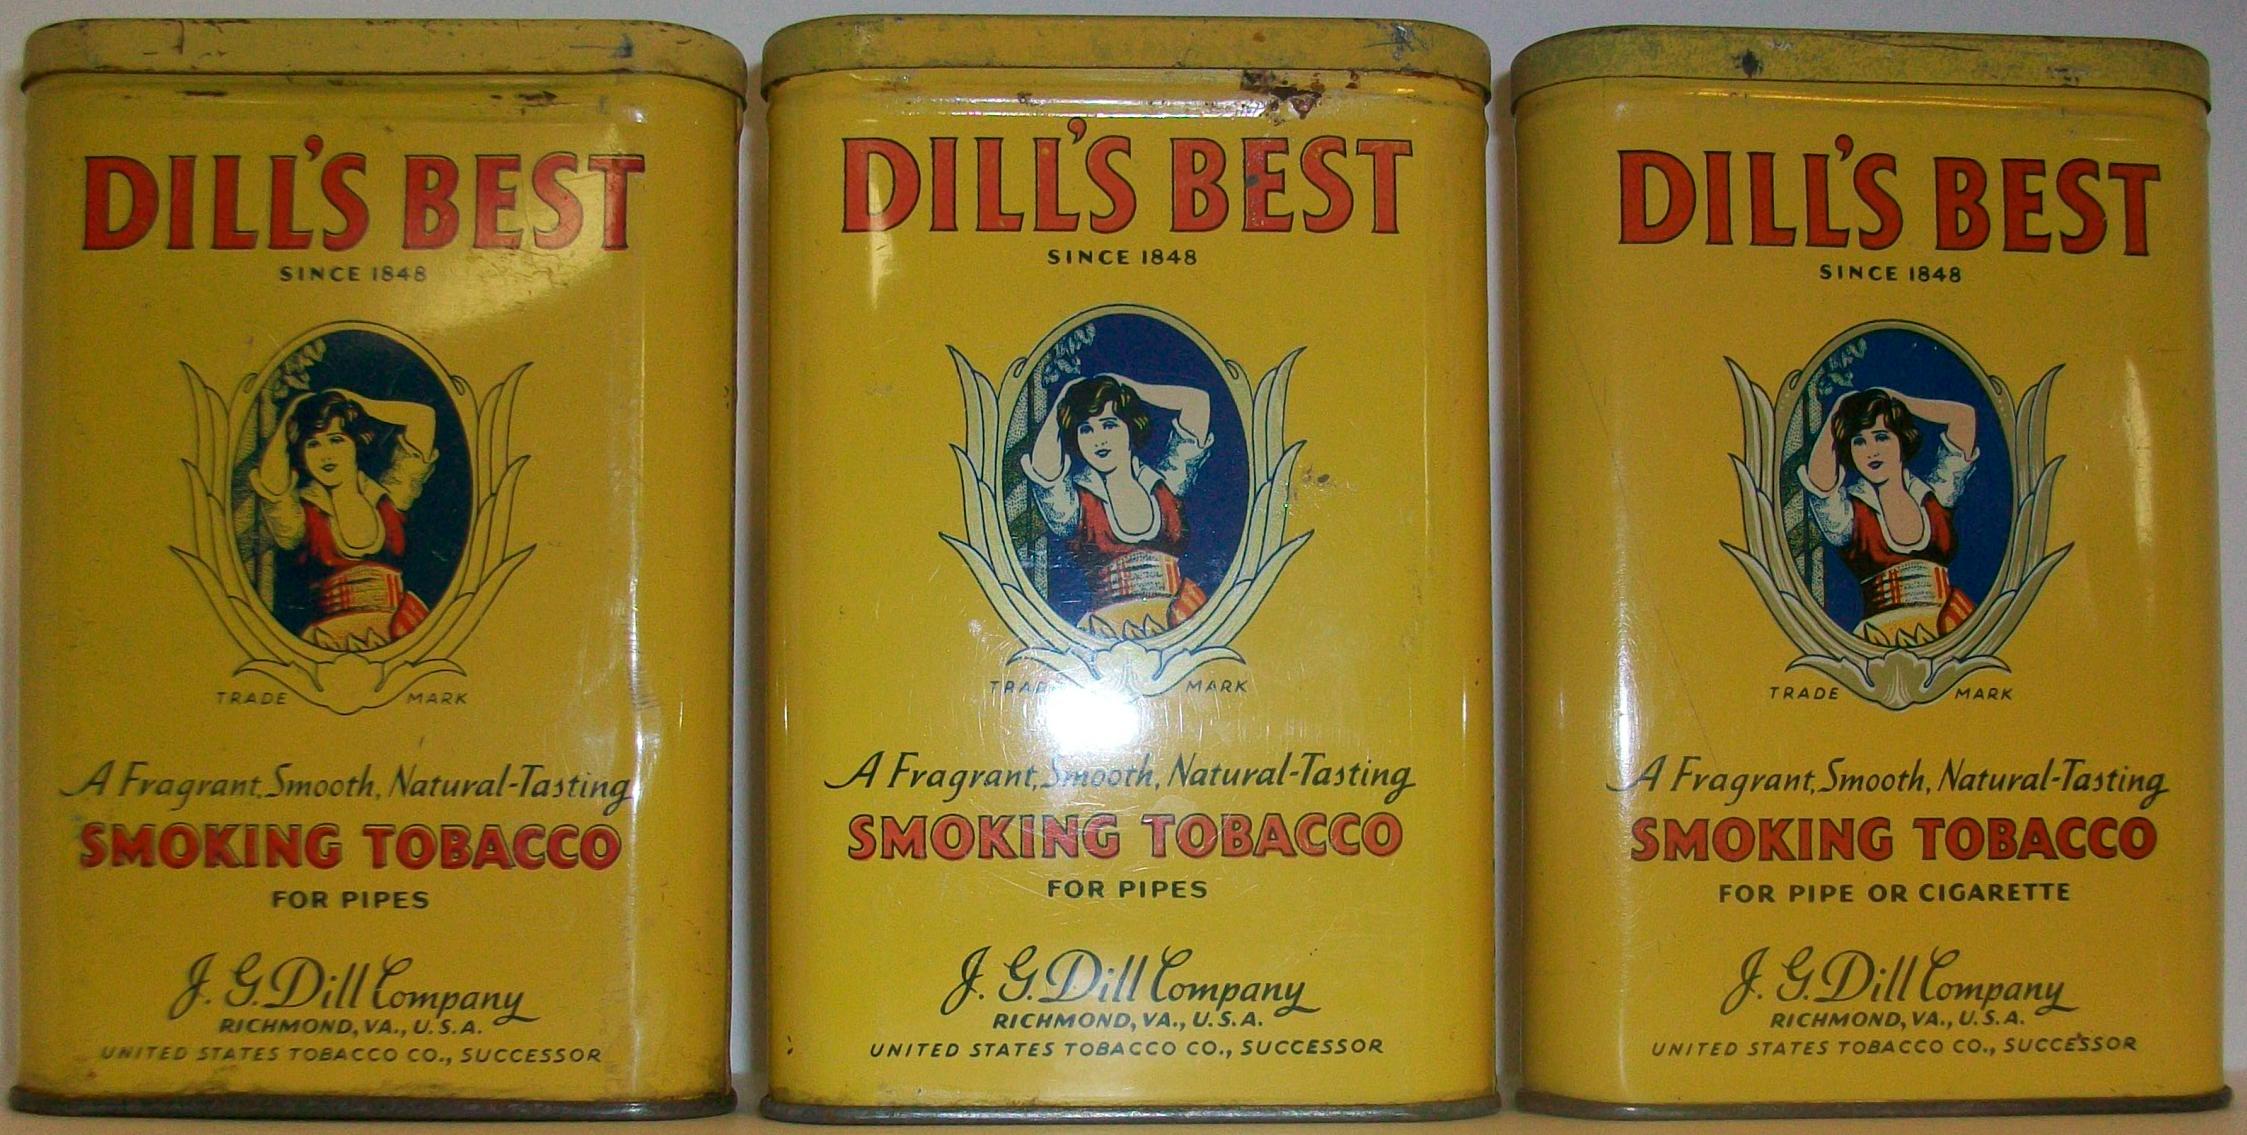 DILL'S BEST
SINCE 1848
TRADE MARK
A Fragrant, Smooth, Natural-Tasting
SMOKING TOBACCO
FOR PIPES
J. G. Dill Company
RICHMOND, VA., U.S.A.
UNITED STATES TOBACCO CO., SUCCESSOR
DILL'S BEST
SINCE 1848
TRADE MARK
A Fragrant, Smooth, Natural-Tasting
SMOKING TOBACCO
FOR PIPES
J. G. Dill Company
RICHMOND, VA., U.S.A.
UNITED STATES TOBACCO CO., SUCCESSOR
DILL'S BEST
SINCE 1848
TRADE MARK
A Fragrant, Smooth, Natural-Tasting
SMOKING TOBACCO
FOR PIPE OR CIGARETTE
J. G. Dill Company
RICHMOND, VA., U.S.A.
UNITED STATES TOBACCO CO., SUCCESSOR